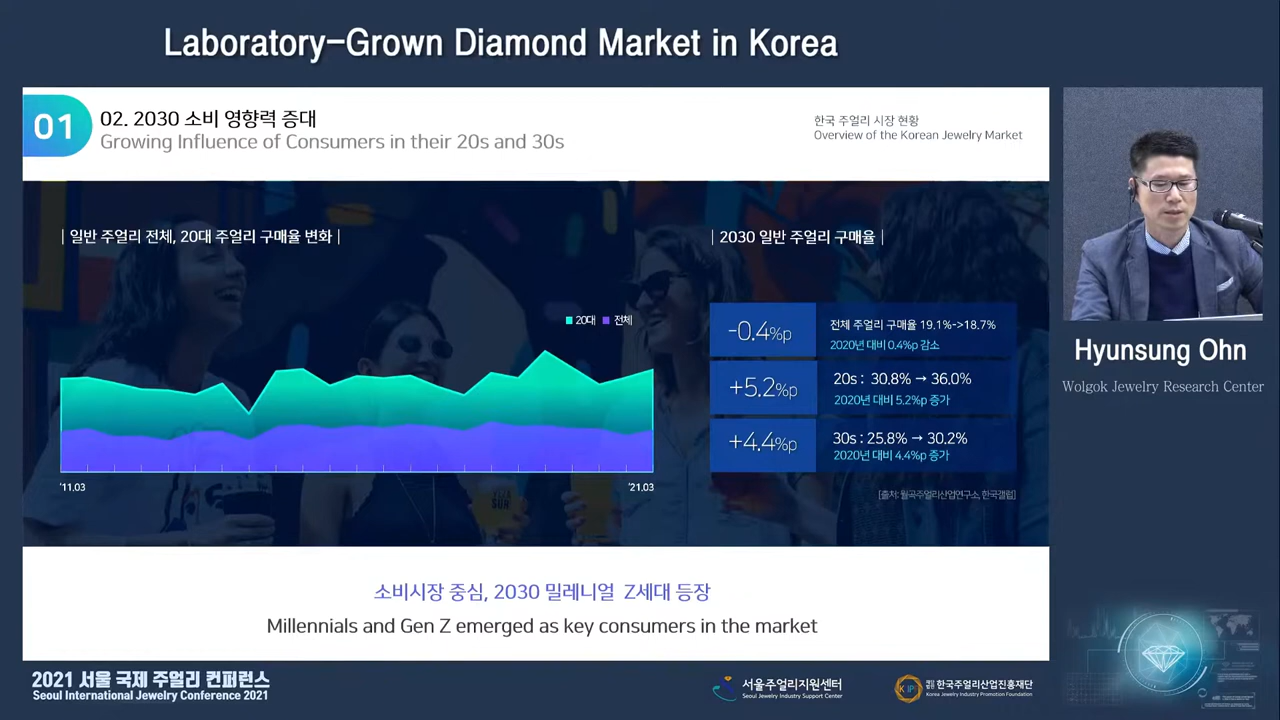 Laboratory-Grown Diamond Market in Korea
01
02. 2030 소비 영향력 증대
Growing Influence of Consumers in their 20s and 30s
한국 주얼리 시장 현황
Overview of the Korean Jewelry Market
| 일반 주얼리 전체, 20대 주얼리 구매율 변화 |
20대 전체
'11.03
'21.03
| 2030 일반 주얼리 구매율 |
-0.4%p
전체 주얼리 구매율 19.1%->18.7%
2020년 대비 0.4%p 감소
+5.2%p
20s : 30.8% → 36.0%
2020년 대비 5.2%p 증가
+4.4%p
30s : 25.8% → 30.2%
2020년 대비 4.4%p 증가
[출처: 월곡주얼리산업연구소, 한국갤럽]
소비시장 중심, 2030 밀레니얼 Z세대 등장
Millennials and Gen Z emerged as key consumers in the market
Hyunsung Ohn
Wolgok Jewelry Research Center
2021 서울 국제 주얼리 컨퍼런스
Seoul International Jewelry Conference 2021
서울주얼리지원센터
Seoul Jewelry Industry Support Center
한국주얼리산업진흥재단
Korea Jewelry Industry Promotion Foundation